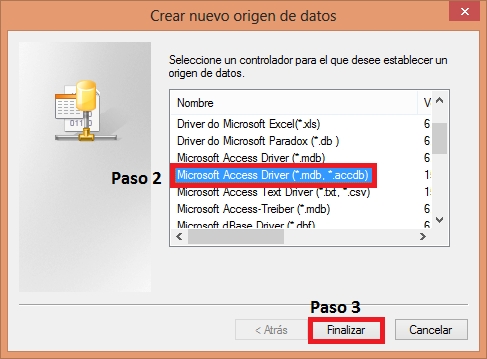 Crear nuevo origen de datos
Seleccione un controlador para el que desee establecer un
origen de datos.
Nombre V
Driver do Microsoft Excel(*.xls) 6
Driver do Microsoft Paradox (*.db ) 6
Microsoft Access Driver (*.mdb) 6
Paso 2 Microsoft Access Driver (*.mdb, *.accdb) 1
Microsoft Access Text Driver (*.txt, *.csv) 1
Microsoft Access-Treiber (*.mdb) 6
Microsoft dBase Driver (*.dbf) 6
Paso 3
< Atrás Finalizar Cancelar